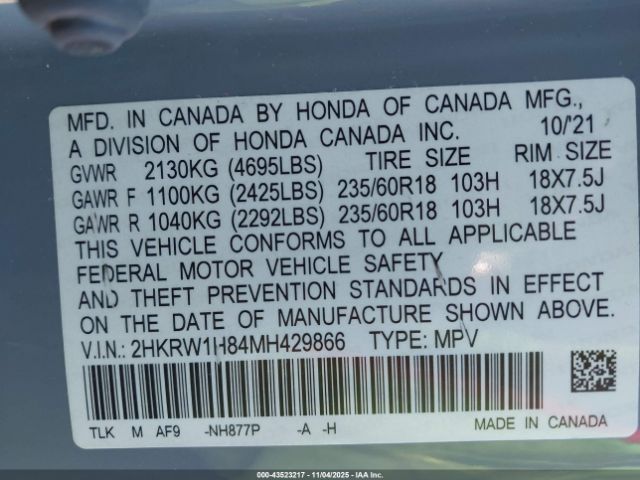 MFD. IN CANADA BY HONDA OF CANADA MFG.,
A DIVISION OF HONDA CANADA INC. 10/'21
GVWR 2130KG (4695LBS) TIRE SIZE RIM SIZE
GAWR F 1100KG (2425LBS) 235/60R18 103H 18X7.5J
GAWR R 1040KG (2292LBS) 235/60R18 103H 18X7.5J
THIS VEHICLE CONFORMS TO ALL APPLICABLE
FEDERAL MOTOR VEHICLE SAFETY
AND THEFT PREVENTION STANDARDS IN EFFECT
ON THE DATE OF MANUFACTURE SHOWN ABOVE.
V.I.N.: 2HKRW1H84MH429866 TYPE: MPV
TLK M AF9 -NH877P -A -H MADE IN CANADA
000-43523217 - 11/04/2025 - IAAI.COM